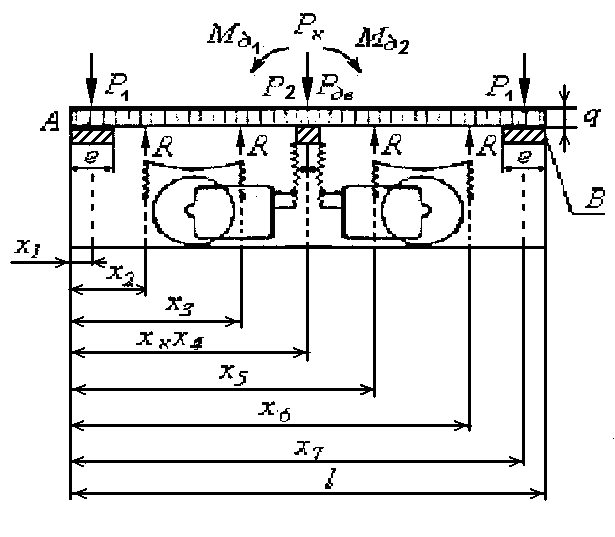 Mд1 Pк Mд2
P1 P2 Pдв P1
A q
R R R R
в в
B
x1
x2
x3
xк x4
x5
x6
x7
l